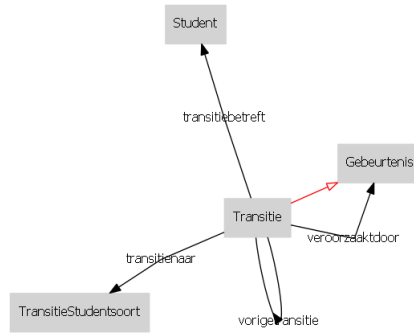 Student
transitiebetreft
Gebeurtenis
Transitie
veroorzaaktdoor
transitienaar
TransitieStudentsoort
vorigetransitie